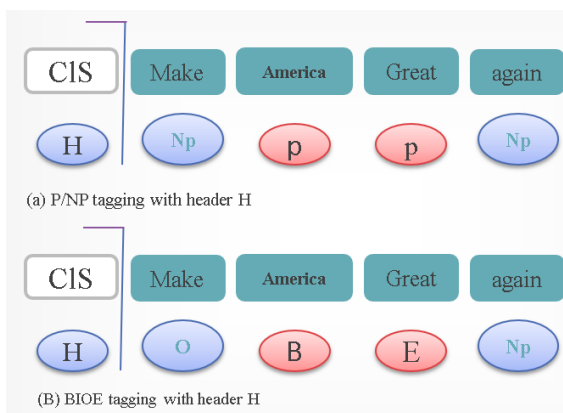 ClS Make America Great again
H Np p p Np
(a) P/NP tagging with header H
ClS Make America Great again
H O B E Np
(B) BIOE tagging with header H